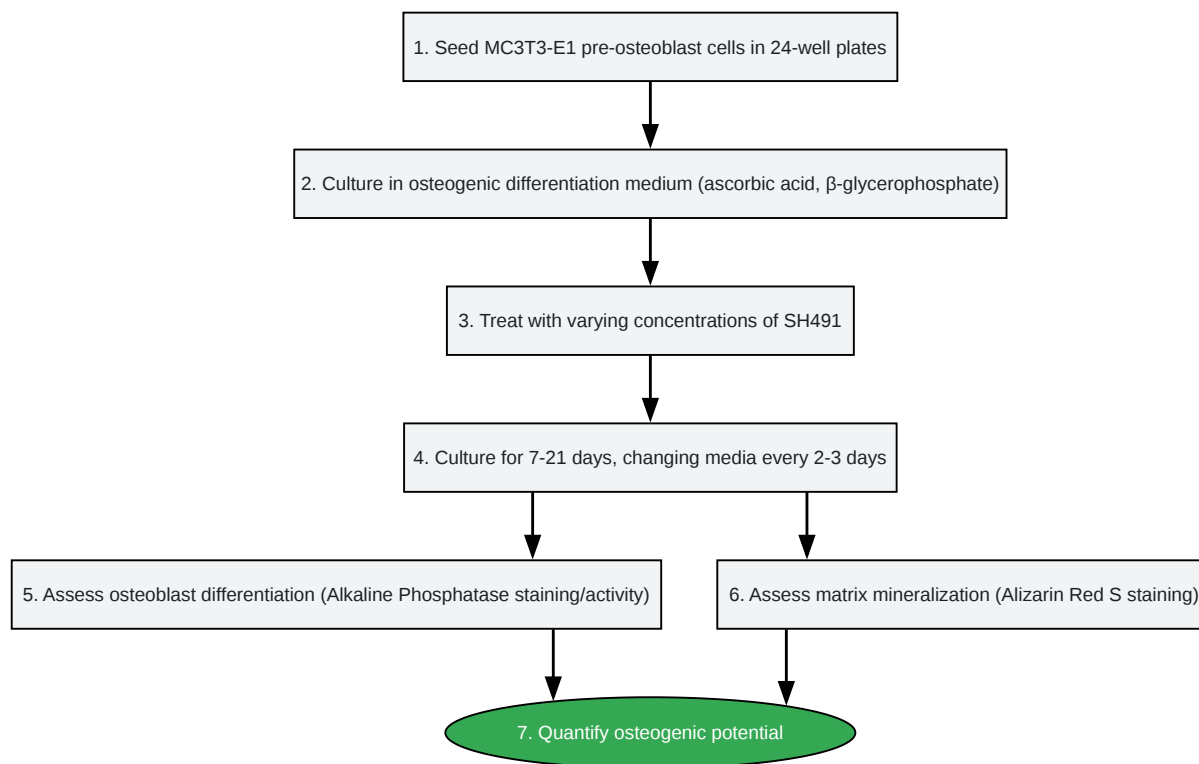 1. Seed MC3T3-E1 pre-osteoblast cells in 24-well plates
2. Culture in osteogenic differentiation medium (ascorbic acid, β-glycerophosphate)
3. Treat with varying concentrations of SH491
4. Culture for 7-21 days, changing media every 2-3 days
5. Assess osteoblast differentiation (Alkaline Phosphatase staining/activity)
6. Assess matrix mineralization (Alizarin Red S staining)
7. Quantify osteogenic potential